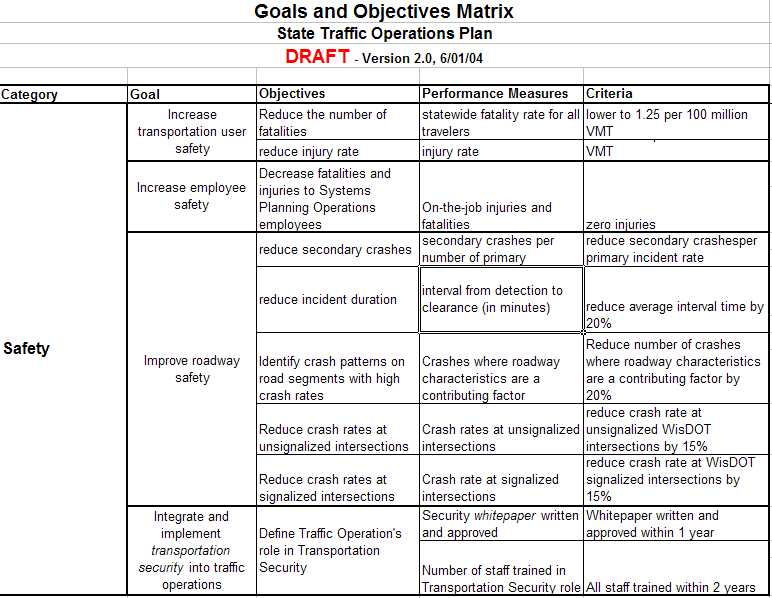 Goals and Objectives Matrix
State Traffic Operations Plan
DRAFT - Version 2.0, 6/01/04
Category Goal Objectives Performance Measures Criteria
Safety
Increase
transportation user
safety
Reduce the number of
fatalities
statewide fatality rate for all
travelers
lower to 1.25 per 100 million
VMT
reduce injury rate
injury rate
VMT
Increase employee
safety
Decrease fatalities and
injuries to Systems
Planning Operations
employees
On-the-job injuries and
fatalities
zero injuries
Improve roadway
safety
reduce secondary crashes
secondary crashes per
number of primary
reduce secondary crashesper
primary incident rate
reduce incident duration
interval from detection to
clearance (in minutes)
reduce average interval time by
20%
Identify crash patterns on
road segments with high
crash rates
Crashes where roadway
characteristics are a
contributing factor
Reduce number of crashes
where roadway characteristics
are a contributing factor by
20%
Reduce crash rates at
unsignalized intersections
Crash rates at unsignalized
intersections
reduce crash rate at
unsignalized WisDOT
intersections by 15%
Reduce crash rates at
signalized intersections
Crash rate at signalized
intersections
reduce crash rate at WisDOT
signalized intersections by
15%
Integrate and
implement
transportation
security into traffic
operations
Define Traffic Operation's
role in Transportation
Security
Security whitepaper written
and approved
Whitepaper written and
approved within 1 year
Number of staff trained in
Transportation Security role
All staff trained within 2 years